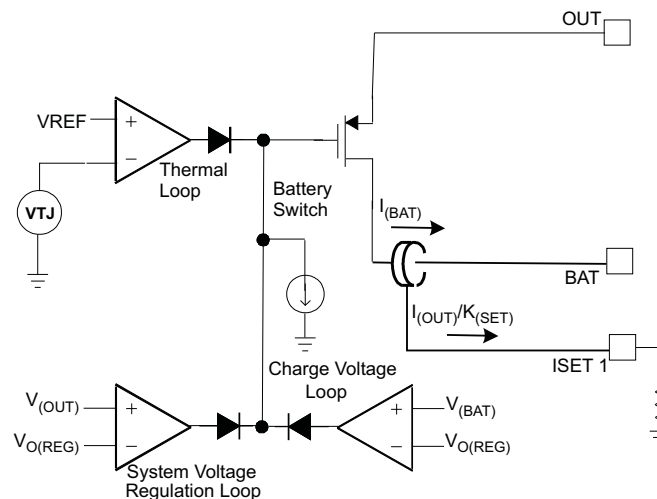 OUT
VREF
+
−
Thermal
Loop
VTJ
Battery
Switch
I(BAT)
BAT
I(OUT)/K(SET)
ISET 1
Charge Voltage
Loop
V(OUT)
+
VO(REG)
−
System Voltage
Regulation Loop
+
V(BAT)
−
VO(REG)